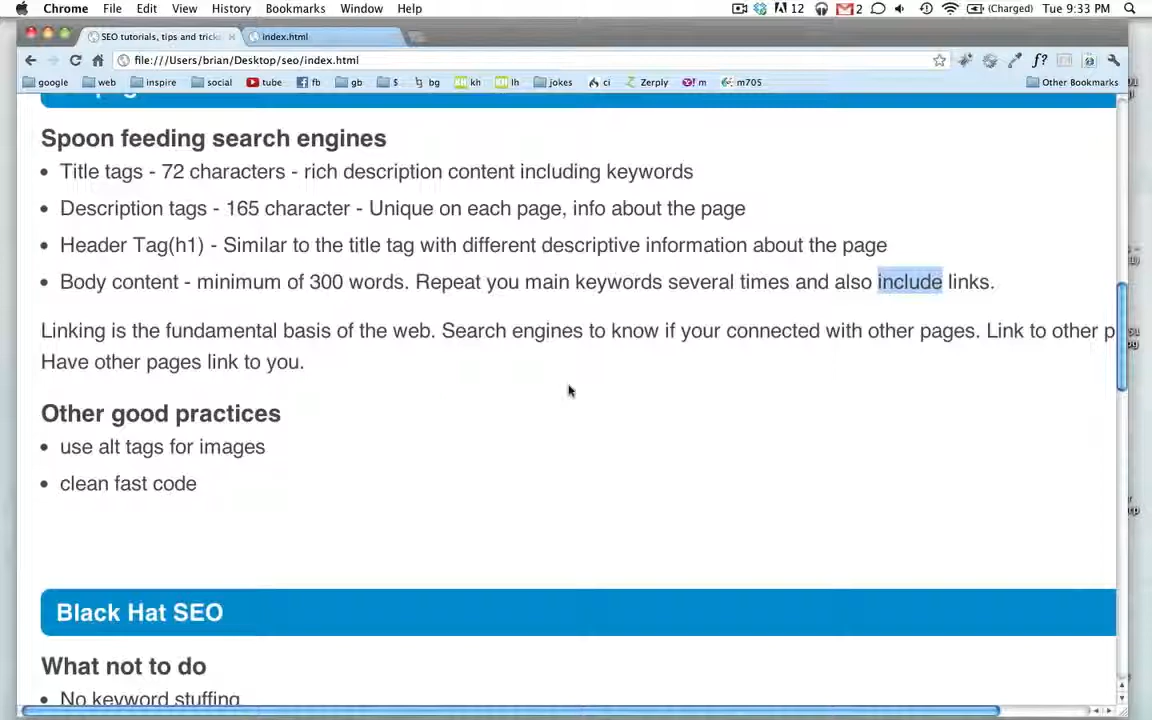 Chrome File Edit View History Bookmarks Window Help 12 2 (Charged) Tue 9:33 PM
SEO tutorials, tips and trick index.html
file:///Users/brian/Desktop/seo/index.html
google web inspire social tube fb gb $ bg kh lh jokes ci Zerply m m705 Other Bookmarks
Spoon feeding search engines
Title tags - 72 characters - rich description content including keywords
Description tags - 165 character - Unique on each page, info about the page
Header Tag(h1) - Similar to the title tag with different descriptive information about the page
Body content - minimum of 300 words. Repeat you main keywords several times and also include links.
Linking is the fundamental basis of the web. Search engines to know if your connected with other pages. Link to other p
Have other pages link to you.
Other good practices
use alt tags for images
clean fast code
Black Hat SEO
What not to do
No keyword stuffing